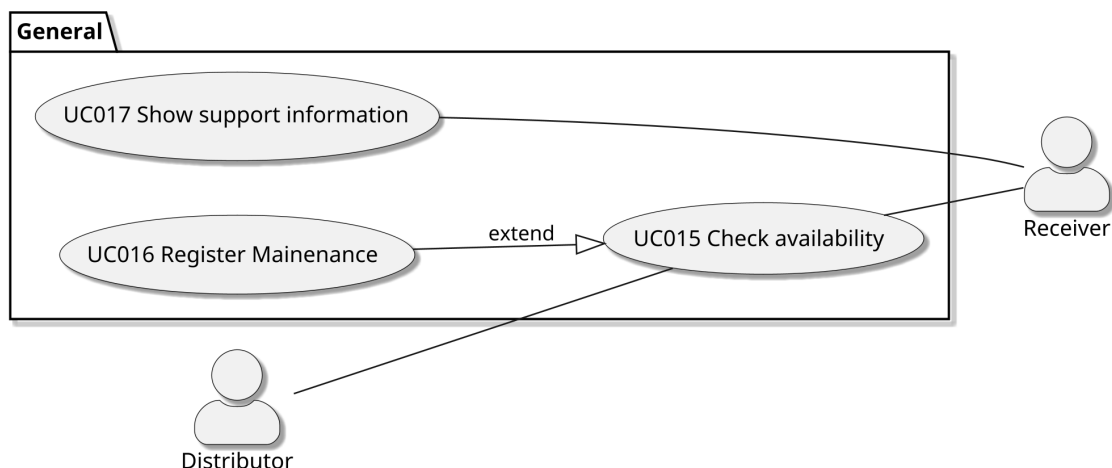 General
UC017 Show support information
Receiver
extend
UC015 Check availability
UC016 Register Mainenance
Distributor